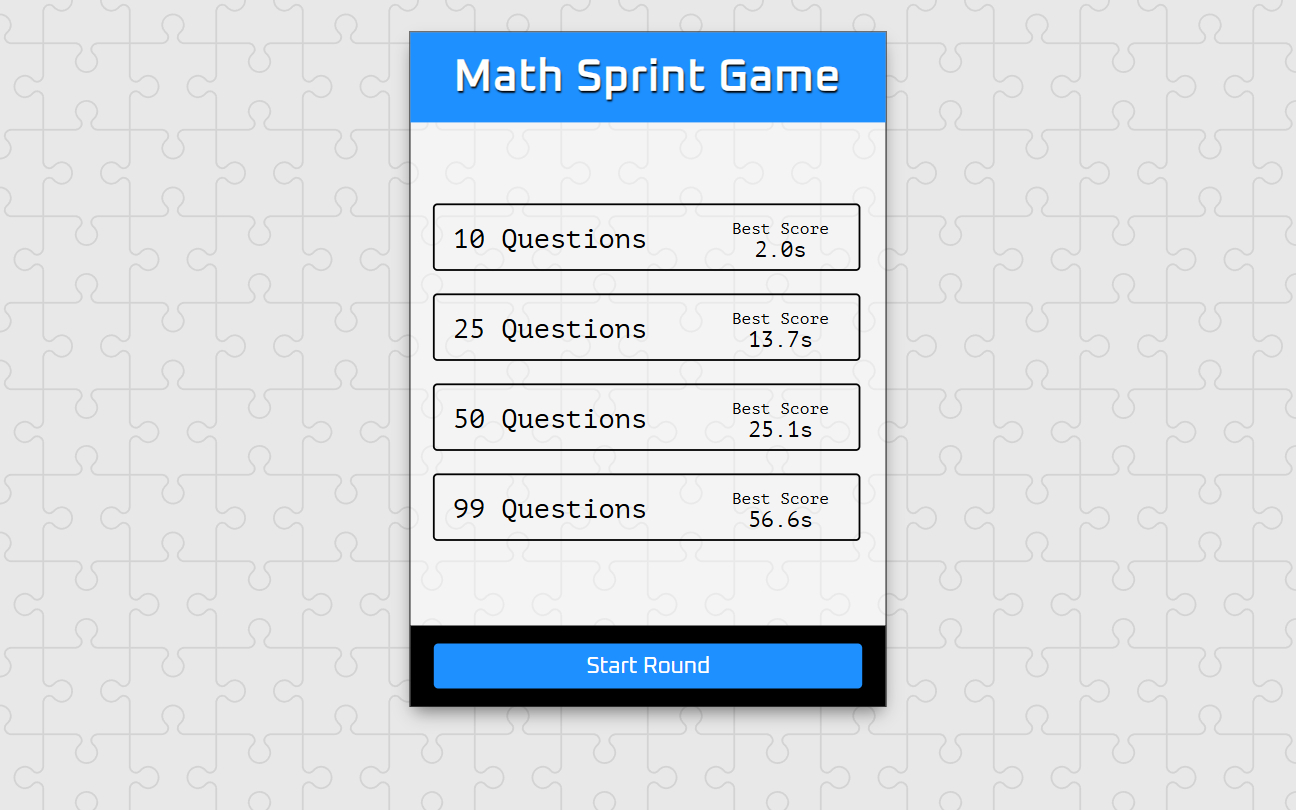 Math Sprint Game
10 Questions
Best Score
2.0s
25 Questions
Best Score
13.7s
50 Questions
Best Score
25.1s
99 Questions
Best Score
56.6s
Start Round